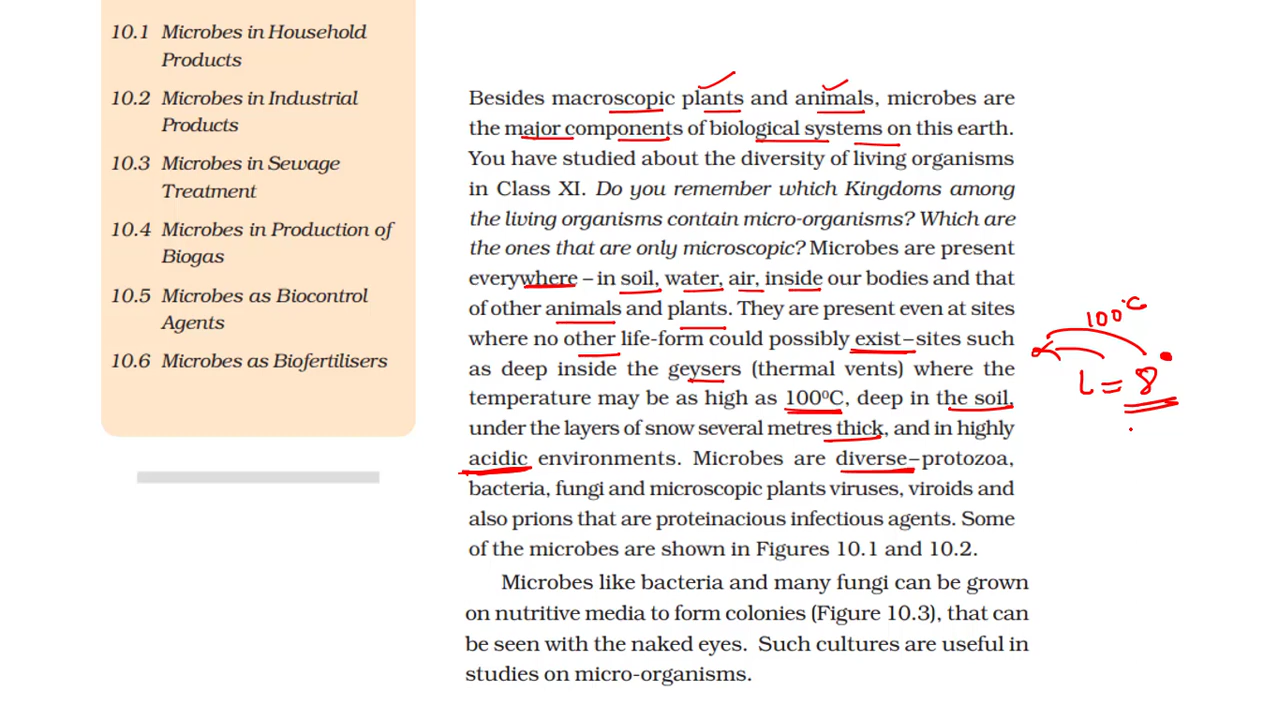 10.1 Microbes in Household
Products
10.2 Microbes in Industrial
Products
10.3 Microbes in Sewage
Treatment
10.4 Microbes in Production of
Biogas
10.5 Microbes as Biocontrol
Agents
10.6 Microbes as Biofertilisers
Besides macroscopic plants and animals, microbes are
the major components of biological systems on this earth.
You have studied about the diversity of living organisms
in Class XI. Do you remember which Kingdoms among
the living organisms contain micro-organisms? Which are
the ones that are only microscopic? Microbes are present
everywhere – in soil, water, air, inside our bodies and that
of other animals and plants. They are present even at sites
where no other life-form could possibly exist–sites such
as deep inside the geysers (thermal vents) where the
temperature may be as high as 100⁰C, deep in the soil,
under the layers of snow several metres thick, and in highly
acidic environments. Microbes are diverse–protozoa,
bacteria, fungi and microscopic plants viruses, viroids and
also prions that are proteinacious infectious agents. Some
of the microbes are shown in Figures 10.1 and 10.2.
Microbes like bacteria and many fungi can be grown
on nutritive media to form colonies (Figure 10.3), that can
be seen with the naked eyes. Such cultures are useful in
studies on micro-organisms.
100°C
L = 8